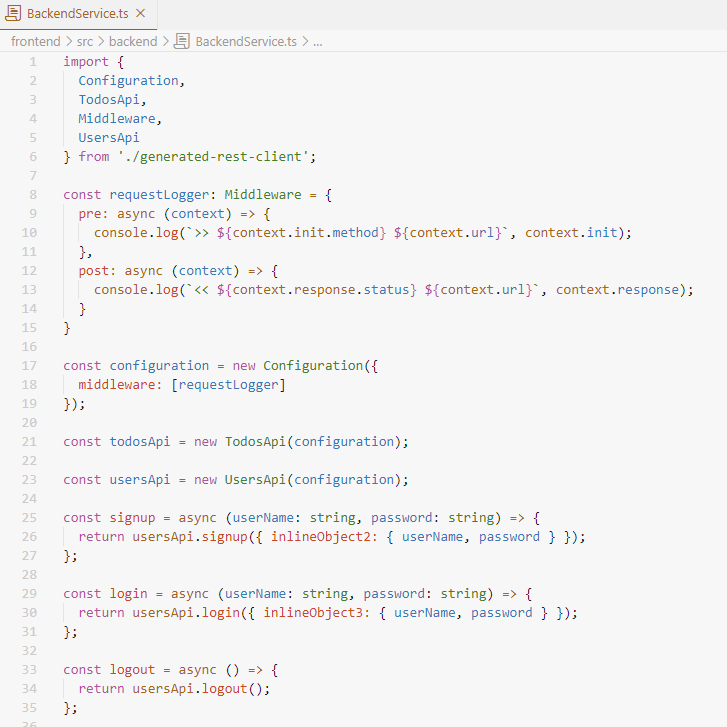 BackendService.ts ×
frontend > src > backend > BackendService.ts > ...
1 import {
2   Configuration,
3   TodosApi,
4   Middleware,
5   UsersApi
6 } from './generated-rest-client';
7
8 const requestLogger: Middleware = {
9   pre: async (context) => {
10     console.log(`>> ${context.init.method} ${context.url}`, context.init);
11   },
12   post: async (context) => {
13     console.log(`<< ${context.response.status} ${context.url}`, context.response);
14   }
15 }
16
17 const configuration = new Configuration({
18   middleware: [requestLogger]
19 });
20
21 const todosApi = new TodosApi(configuration);
22
23 const usersApi = new UsersApi(configuration);
24
25 const signup = async (userName: string, password: string) => {
26   return usersApi.signup({ inlineObject2: { userName, password } });
27 };
28
29 const login = async (userName: string, password: string) => {
30   return usersApi.login({ inlineObject3: { userName, password } });
31 };
32
33 const logout = async () => {
34   return usersApi.logout();
35 };
36